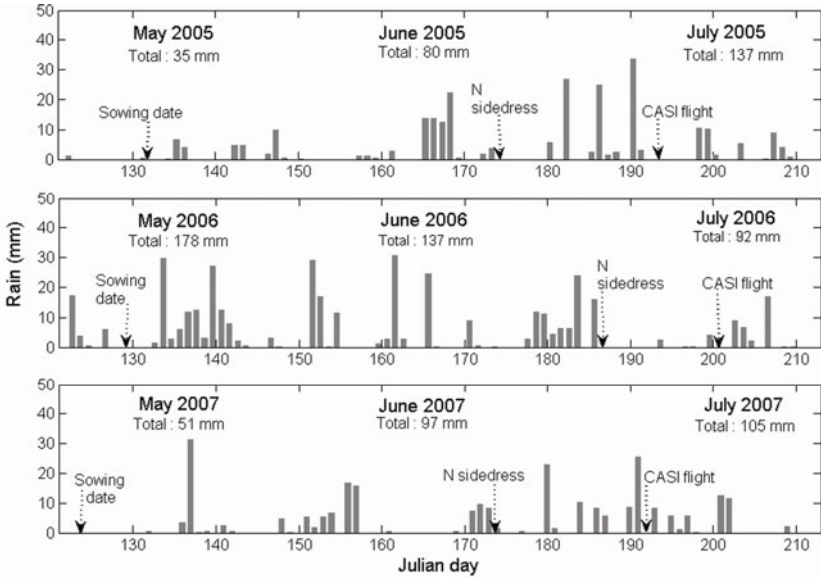 50
40
30
20
10
0
May 2005
Total : 35 mm
June 2005
Total : 80 mm
July 2005
Total : 137 mm
Sowing date
N
sidedress
CASI flight
130 140 150 160 170 180 190 200 210
Rain (mm)
50
40
30
20
10
0
May 2006
Total : 178 mm
June 2006
Total : 137 mm
July 2006
Total : 92 mm
Sowing
date
N
sidedress
CASI flight
130 140 150 160 170 180 190 200 210
50
40
30
20
10
0
May 2007
Total : 51 mm
June 2007
Total : 97 mm
July 2007
Total : 105 mm
Sowing
date
N sidedress
CASI flight
130 140 150 160 170 180 190 200 210
Julian day